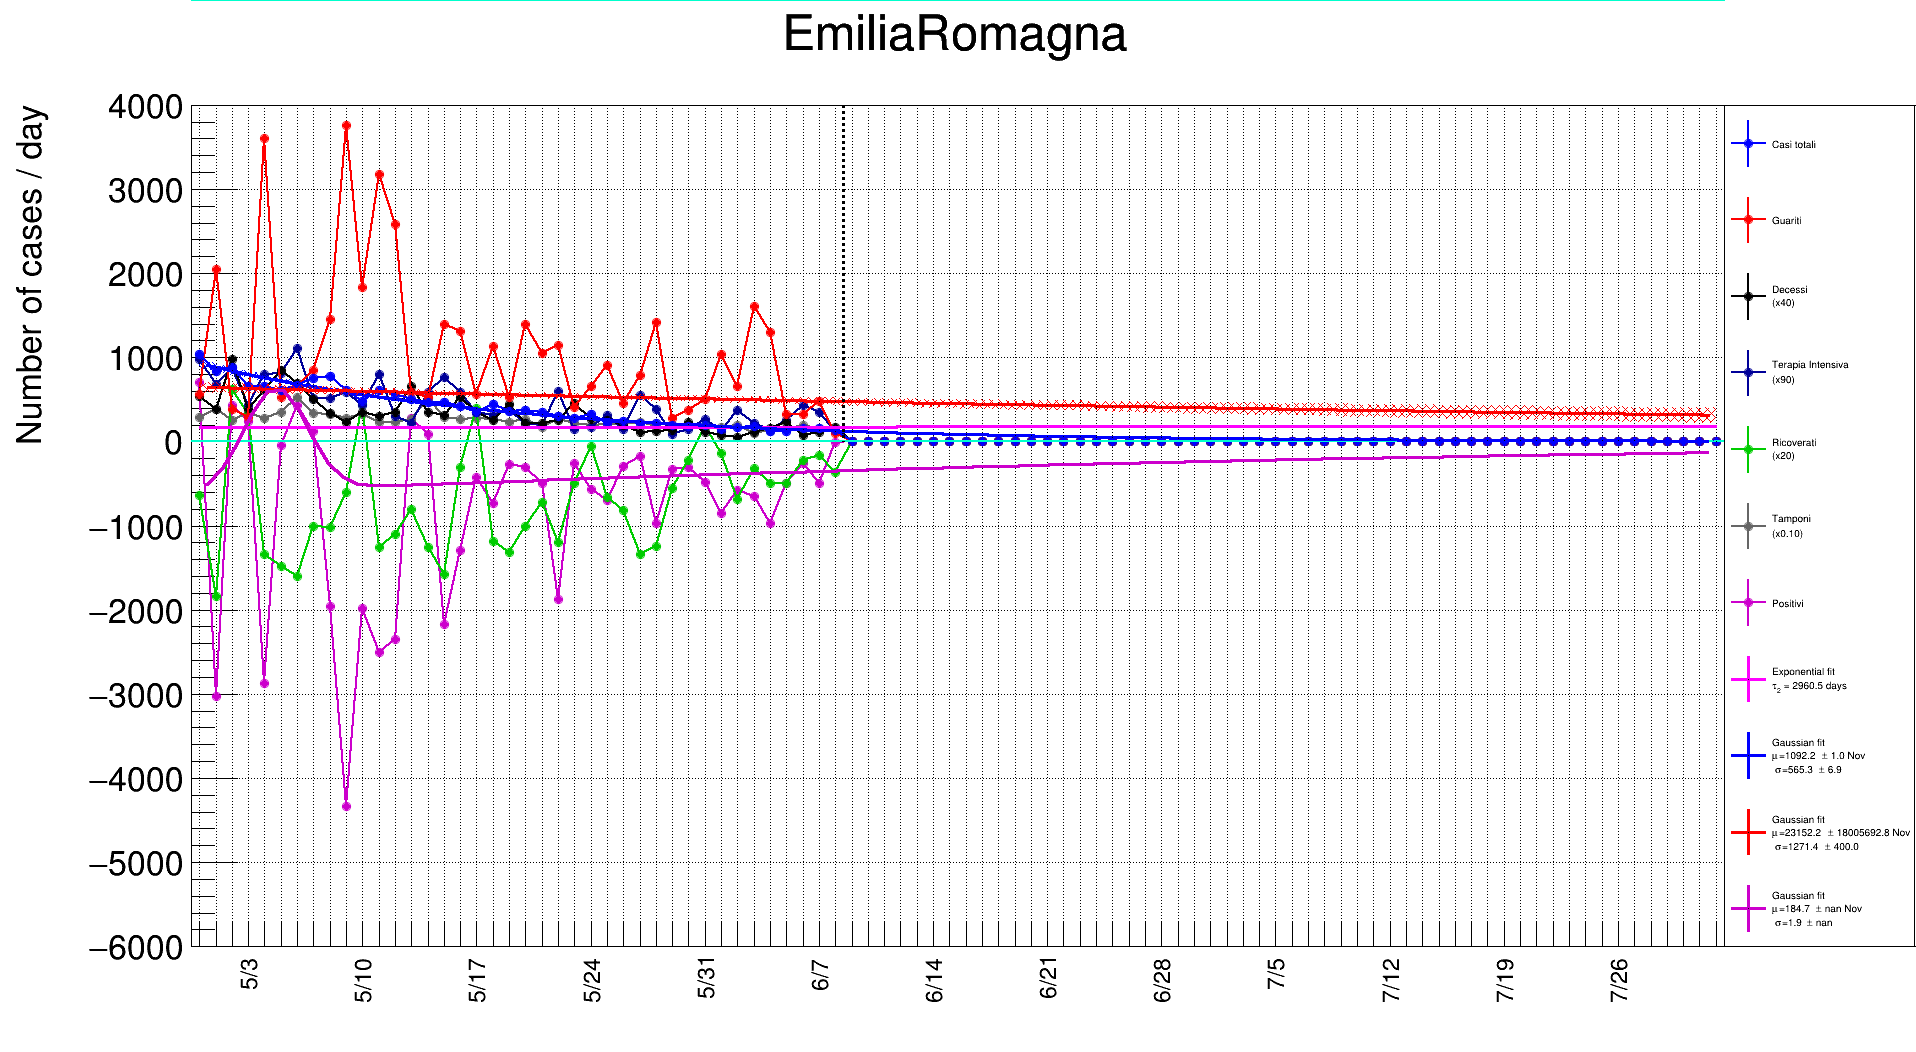 EmiliaRomagna
Number of cases / day
4000
3000
2000
1000
0
−1000
−2000
−3000
−4000
−5000
−6000
5/3
5/10
5/17
5/24
5/31
6/7
6/14
6/21
6/28
7/5
7/12
7/19
7/26
Casi totali
Guariti
Decessi
(x40)
Terapia Intensiva
(x90)
Ricoverati
(x20)
Tamponi
(x0.10)
Positivi
Exponential fit
τ2 = 2960.5 days
Gaussian fit
μ=1092.2 ± 1.0 Nov
σ=565.3 ± 6.9
Gaussian fit
μ=23152.2 ± 18005692.8 Nov
σ=1271.4 ± 400.0
Gaussian fit
μ=184.7 ± nan Nov
σ=1.9 ± nan